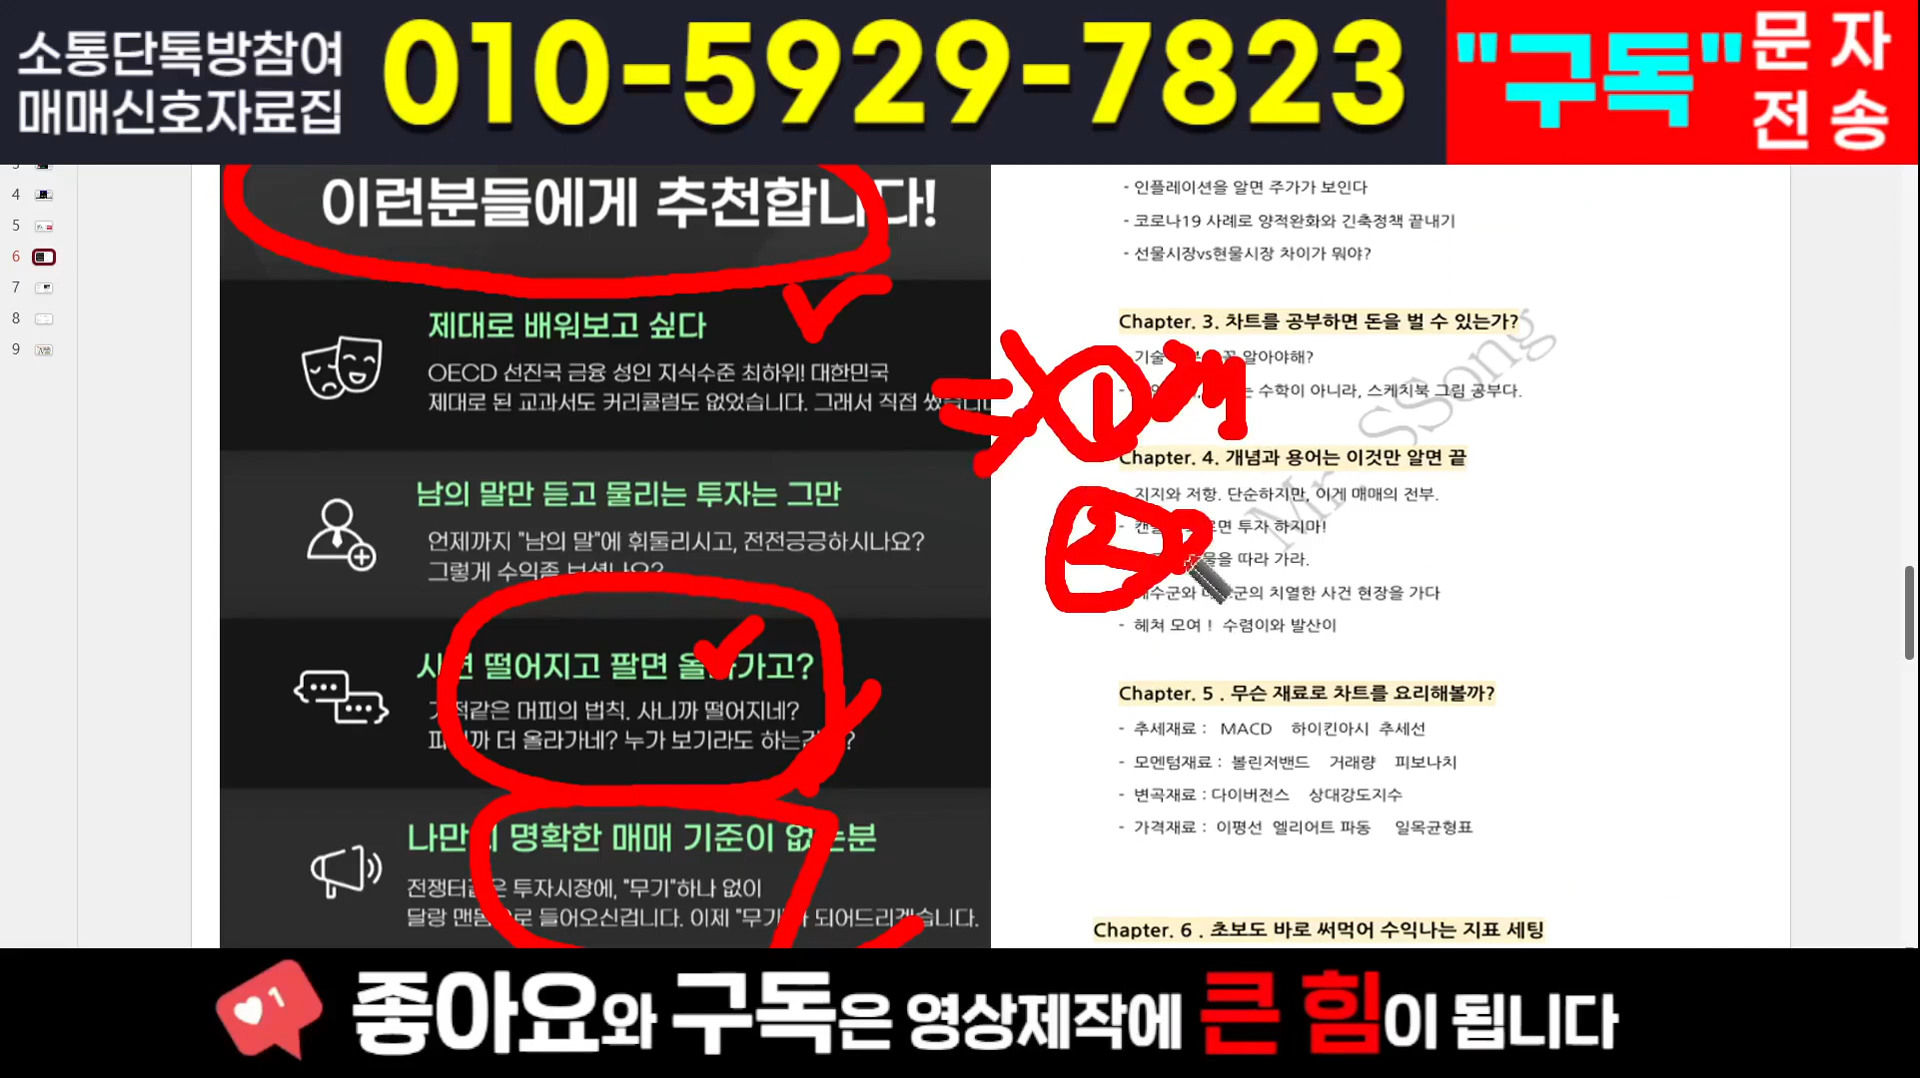 소통단톡방참여
매매신호자료집
010-5929-7823
"구독"
문자
전송
4
5
6
7
8
9
이런분들에게 추천합니다!
제대로 배워보고 싶다
OECD 선진국 금융 성인 지식수준 최하위! 대한민국
제대로 된 교과서도 커리큘럼도 없었습니다. 그래서 직접
남의 말만 듣고 물리는 투자는 그만
언제까지 "남의 말"에 휘둘리시고, 전전긍긍하시나요?
그렇게 수익좀 보셨나요?
떨어지고 팔면 올라가고?
머피의 법칙. 사니까 떨어지네?
더 올라가네? 누가 보기라도
명확한 매매 기준이
투자시장에, "무기"하나 없이
달랑 들어오신겁니다. 이제 되어드리겠습니다.
- 인플레이션을 알면 주가가 보인다
- 코로나19 사례로 양적완화와 긴축정책 끝내기
- 선물시장vs현물시장 차이가 뭐야?
Chapter. 3. 차트를 공부하면 돈을 벌 수 있는가?
알아야해?
수학이 아니라, 스케치북 그림 공부다.
Chapter. 4. 개념과 용어는 이것만 알면 끝
지지와 저항. 단순하지만, 이게 매매의 전부.
투자 하지마!
따라 가라.
치열한 사건 현장을 가다
- 헤쳐 모여 ! 수렴이와 발산이
Chapter. 5 . 무슨 재료로 차트를 요리해볼까?
- 추세재료 : MACD 하이킨아시 추세선
- 모멘텀재료 : 볼린저밴드 거래량 피보나치
- 변곡재료 : 다이버전스 상대강도지수
- 가격재료 : 이평선 엘리어트 파동 일목균형표
Chapter. 6 . 초보도 바로 써먹어 수익나는 지표 세팅
Mr. SSong
1
2
좋아요와 구독은 영상제작에 큰 힘이 됩니다